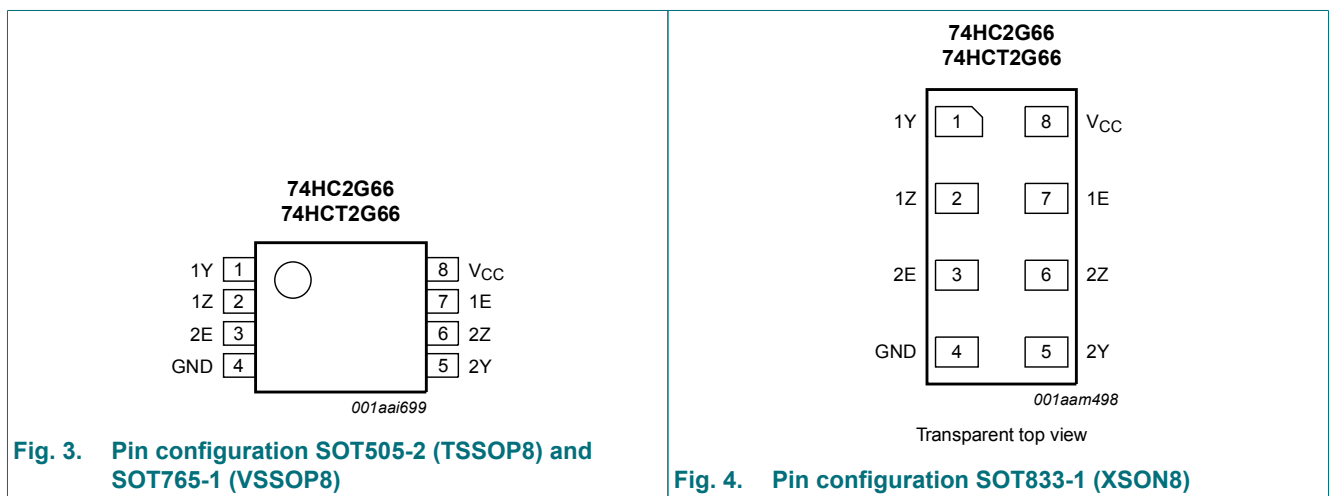 74HC2G66
74HCT2G66
1Y 1 8 VCC
1Z 2 7 1E
2E 3 6 2Z
GND 4 5 2Y
001aai699
Fig. 3. Pin configuration SOT505-2 (TSSOP8) and
SOT765-1 (VSSOP8)
74HC2G66
74HCT2G66
1Y 1 8 VCC
1Z 2 7 1E
2E 3 6 2Z
GND 4 5 2Y
001aam498
Transparent top view
Fig. 4. Pin configuration SOT833-1 (XSON8)